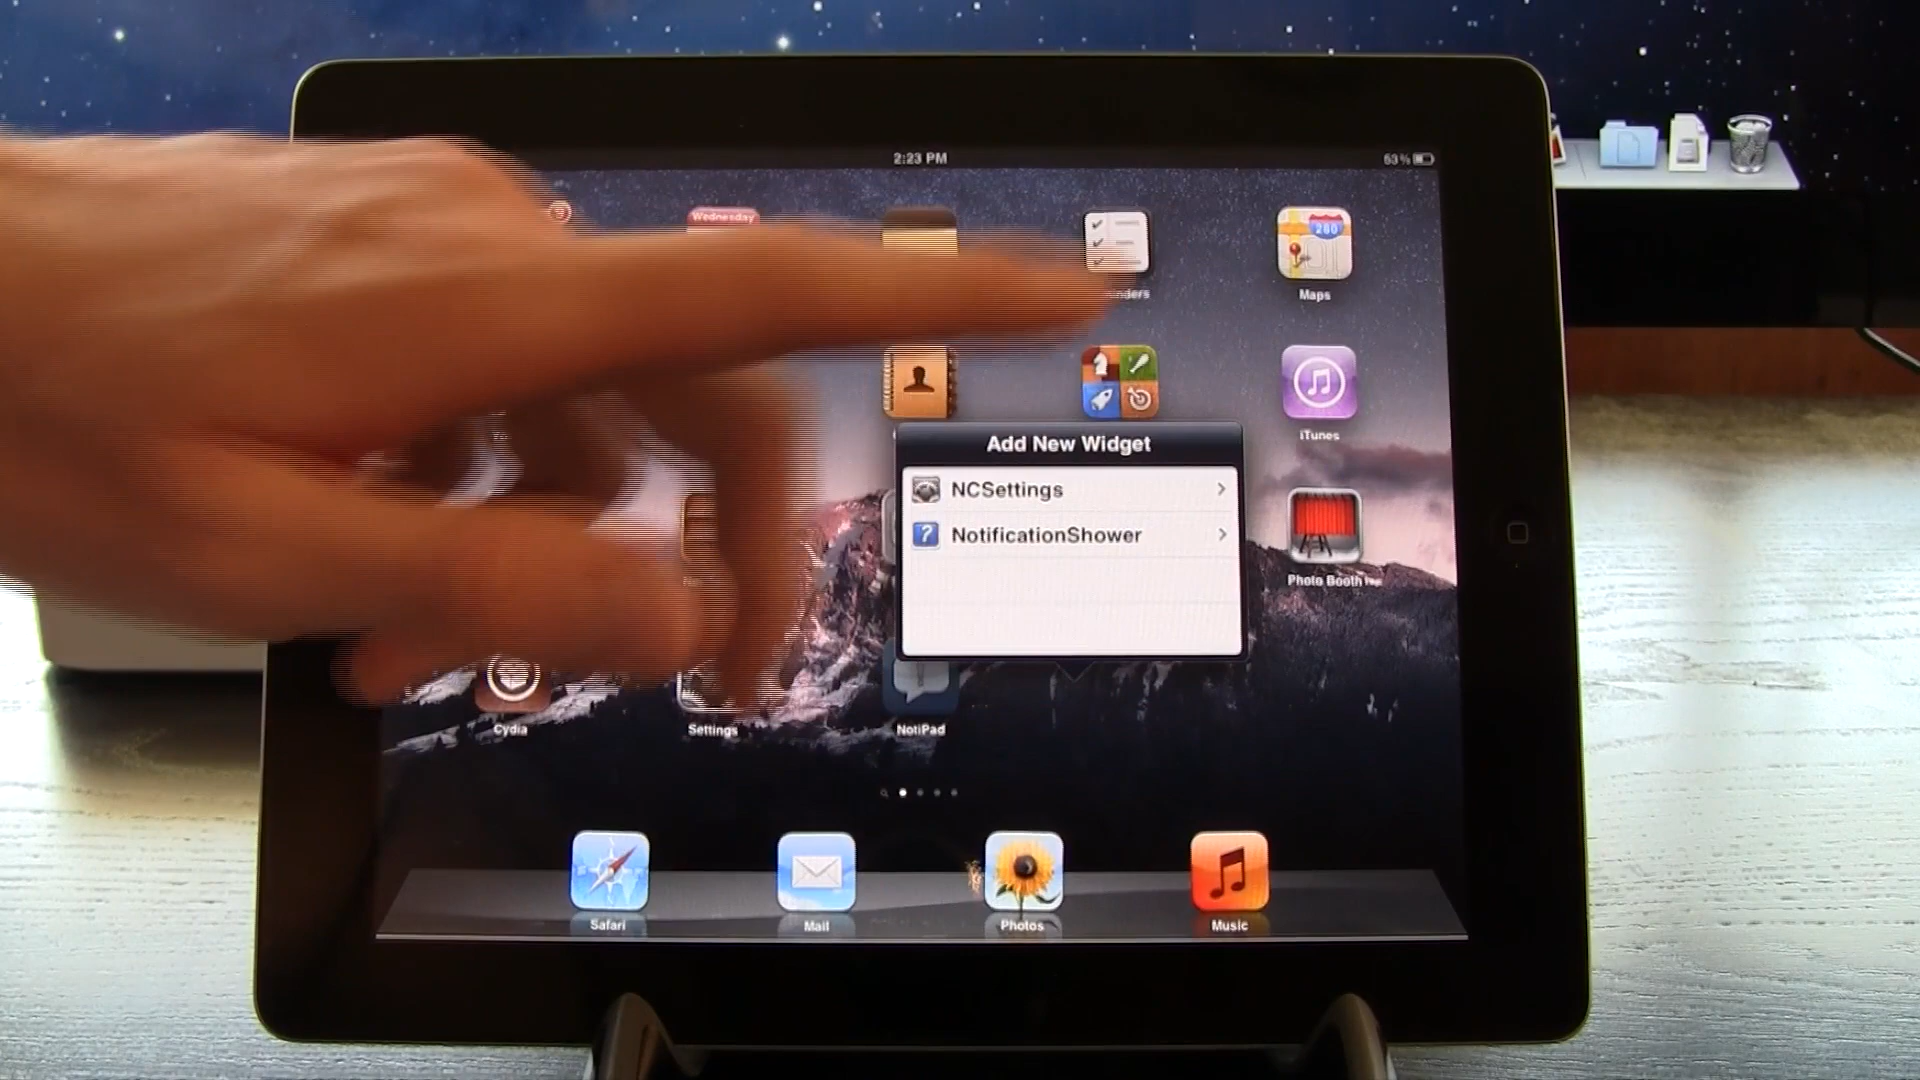 2:23 PM
53%
Wednesday
280
Maps
iTunes
Add New Widget
NCSettings
NotificationShower
Photo Booth
Cydia
Settings
NotiPad
Safari
Mail
Photos
Music